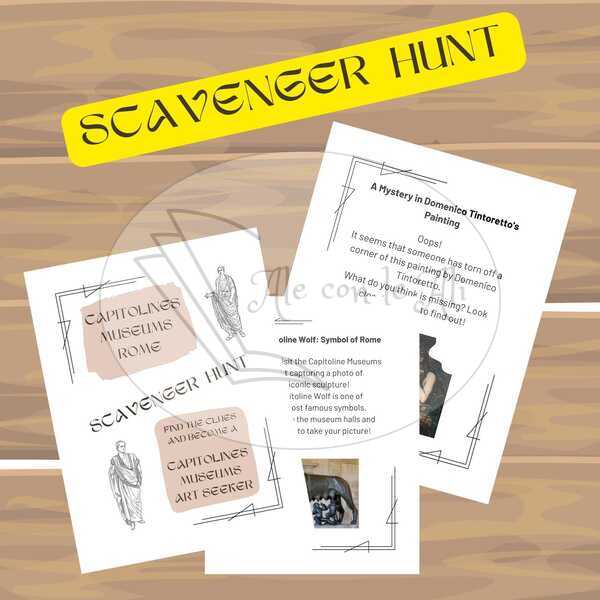 SCAVENGER HUNT
A Mystery in Domenico Tintoretto's
Painting
Oops!
It seems that someone has torn off a
corner of this painting by Domenico
Tintoretto.
What do you think is missing? Look
to find out!
CAPITOLINES
MUSEUMS
ROME
SCAVENGER HUNT
FIND THE CLUES
AND BECOME A
CAPITOLINES
MUSEUMS
ART SEEKER
oline Wolf: Symbol of Rome
isit the Capitoline Museums
t capturing a photo of
iconic sculpture!
itoline Wolf is one of
ost famous symbols.
the museum halls and
to take your picture!